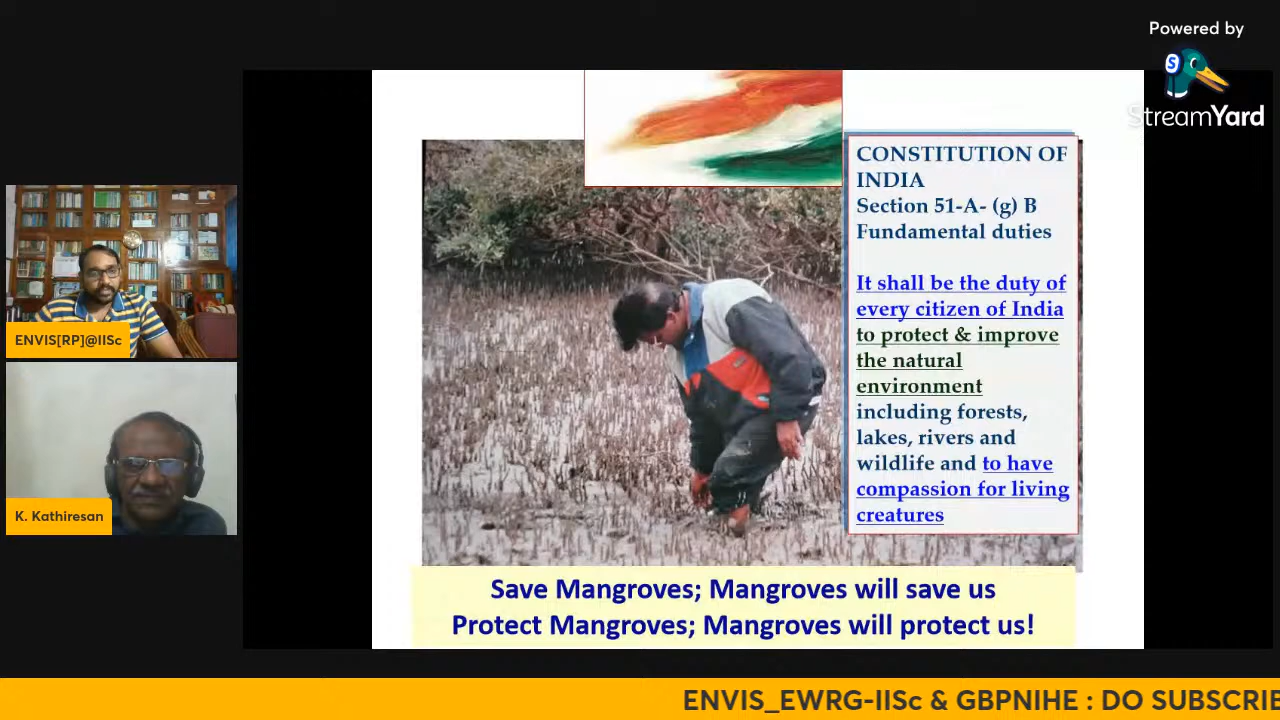 Powered by
StreamYard
CONSTITUTION OF
INDIA
Section 51-A- (g) B
Fundamental duties
It shall be the duty of
every citizen of India
to protect & improve
the natural
environment
including forests,
lakes, rivers and
wildlife and to have
compassion for living
creatures
ENVIS[RP]@IISc
K. Kathiresan
Save Mangroves; Mangroves will save us
Protect Mangroves; Mangroves will protect us!
ENVIS_EWRG-IISc & GBPNIHE : DO SUBSCRIE